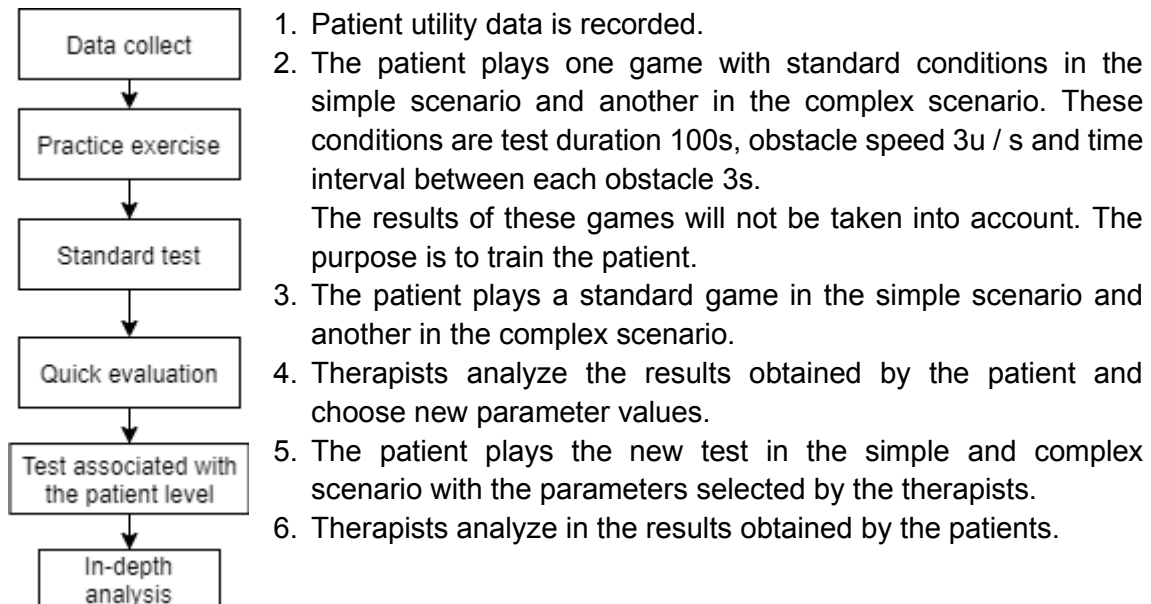 Data collect
Practice exercise
Standard test
Quick evaluation
Test associated with
the patient level
In-depth
analysis
1. Patient utility data is recorded.
2. The patient plays one game with standard conditions in the
simple scenario and another in the complex scenario. These
conditions are test duration 100s, obstacle speed 3u / s and time
interval between each obstacle 3s.
The results of these games will not be taken into account. The
purpose is to train the patient.
3. The patient plays a standard game in the simple scenario and
another in the complex scenario.
4. Therapists analyze the results obtained by the patient and
choose new parameter values.
5. The patient plays the new test in the simple and complex
scenario with the parameters selected by the therapists.
6. Therapists analyze in the results obtained by the patients.